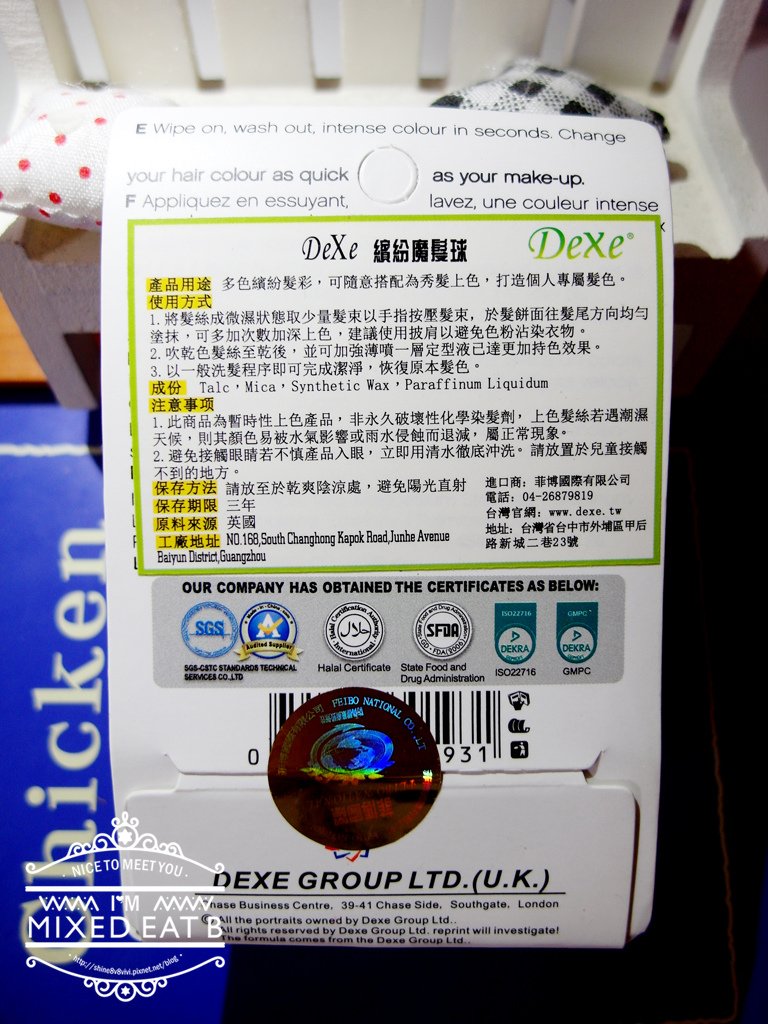 E Wipe on, wash out, intense colour in seconds. Change
your hair colour as quick as your make-up.
F Appliquez en essuyant, lavez, une couleur intense
DeXe 繽紛魔髮球 DeXe®
產品用途 多色繽紛髮彩，可隨意搭配為秀髮上色，打造個人專屬髮色。
使用方式
1.將髮絲成微濕狀態取少量髮束以手指按壓髮束，於髮餅面往髮尾方向均勻
塗抹，可多加次數加深上色，建議使用披肩以避免色粉沾染衣物。
2.吹乾色髮絲至乾後，並可加強薄噴一層定型液已達更加持色效果。
3.以一般洗髮程序即可完成潔淨，恢復原本髮色。
成份 Talc，Mica，Synthetic Wax，Paraffinum Liquidum
注意事项
1.此商品為暫時性上色產品，非永久破壞性化學染髮劑，上色髮絲若遇潮濕
天候，則其顏色易被水氣影響或雨水侵蝕而退減，屬正常現象。
2.避免接觸眼睛若不慎產品入眼，立即用清水徹底沖洗。請放置於兒童接觸
不到的地方。
保存方法 請放至於乾爽陰涼處，避免陽光直射
保存期限 三年
原料來源 英國
工廠地址 NO.168,South Changhong Kapok Road,Junhe Avenue
Baiyun District,Guangzhou
進口商：菲博國際有限公司
電話：04-26879819
台灣官網：www.dexe.tw
地址：台灣省台中市外埔區甲后
路新城二巷23號
OUR COMPANY HAS OBTAINED THE CERTIFICATES AS BELOW:
SGS
Made-in-China.com
Audited Supplier
Halal Certification Authority International
State Food and Drug Administration
SFDA
ISO22716
DEKRA
GMPC
DEKRA
SGS-CSTC STANDARDS TECHNICAL
SERVICES CO.,LTD
Halal Certificate
State Food and
Drug Administration
ISO22716
GMPC
0 931
FEIBO NATIONAL CO.,LT
DEXE GROUP LTD.(U.K.)
hase Business Centre, 39-41 Chase Side, Southgate, London
© All the portraits owned by Dexe Group Ltd..
All rights reserved by Dexe Group Ltd. reprint will investigate!
The formula comes from the Dexe Group Ltd..
Chicken
· NICE TO MEET YOU ·
I'M
MIXED EAT B
http://shine8v8vivi.pixnet.net/blog